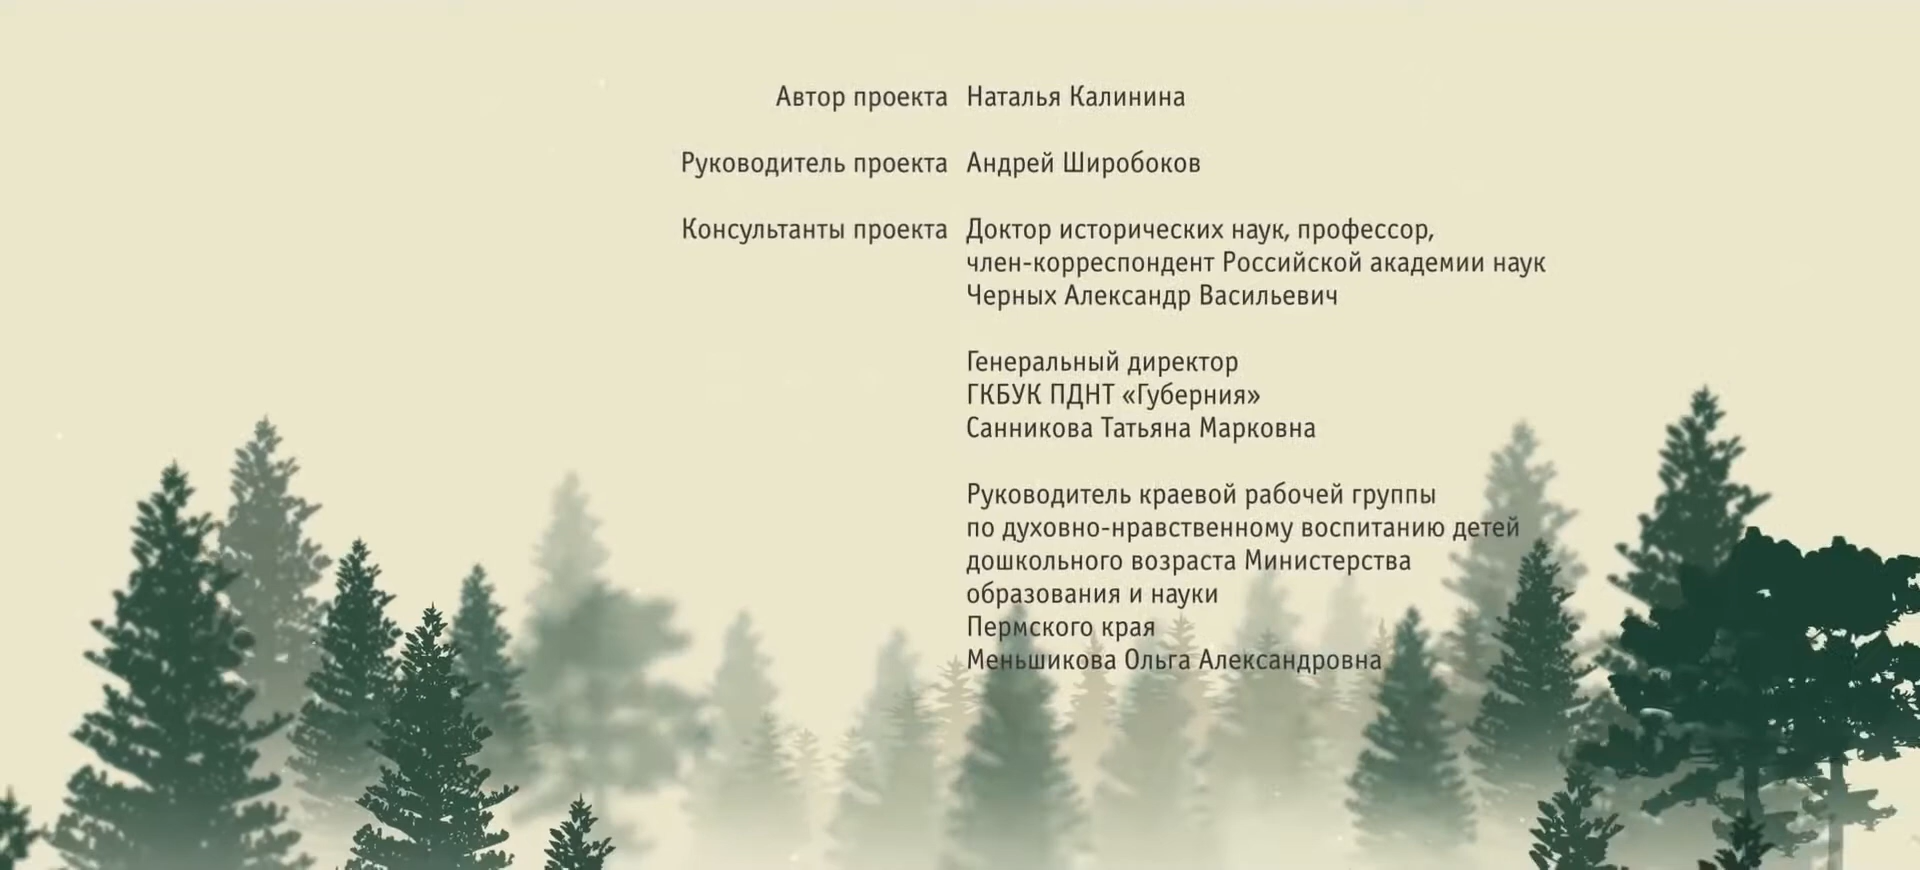 Автор проекта Наталья Калинина
Руководитель проекта Андрей Широбоков
Консультанты проекта Доктор исторических наук, профессор,
член-корреспондент Российской академии наук
Черных Александр Васильевич
Генеральный директор
ГКБУК ПДНТ «Губерния»
Санникова Татьяна Марковна
Руководитель краевой рабочей группы
по духовно-нравственному воспитанию детей
дошкольного возраста Министерства
образования и науки
Пермского края
Меньшикова Ольга Александровна